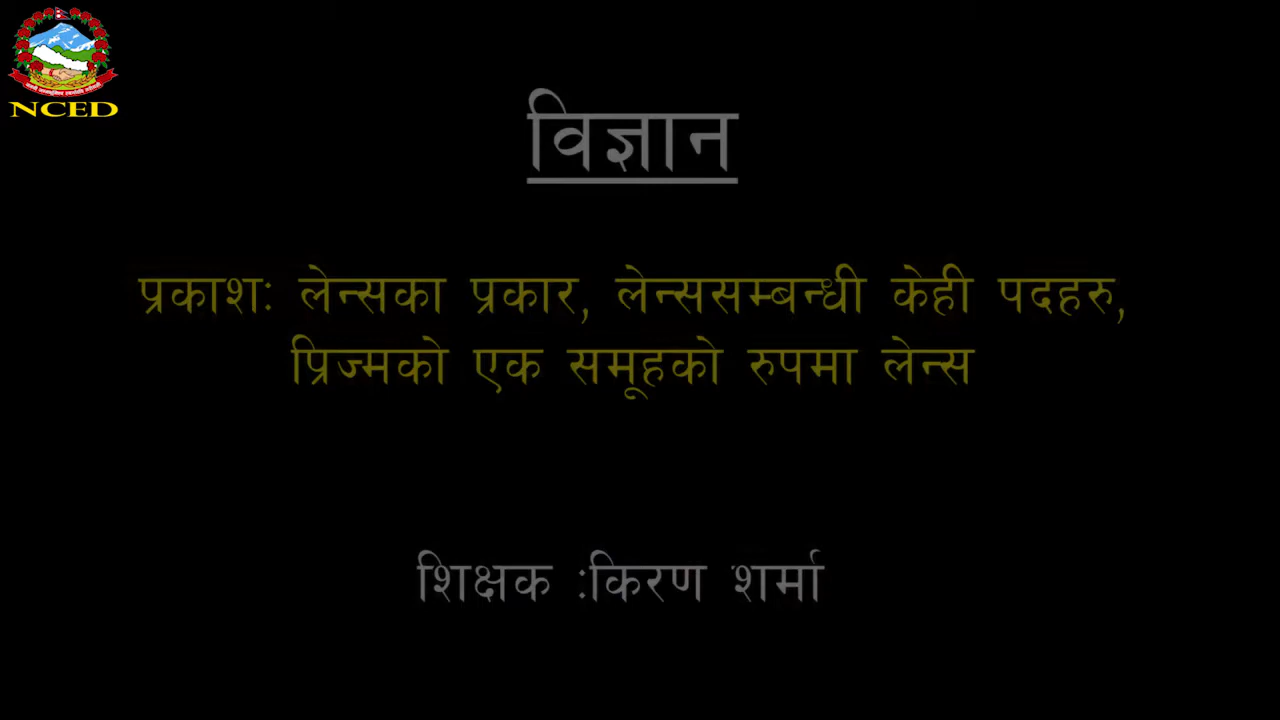 NCED
विज्ञान
प्रकाशः लेन्सका प्रकार, लेन्ससम्बन्धी केही पदहरु,
प्रिज्मको एक समूहको रुपमा लेन्स
शिक्षक :किरण शर्मा